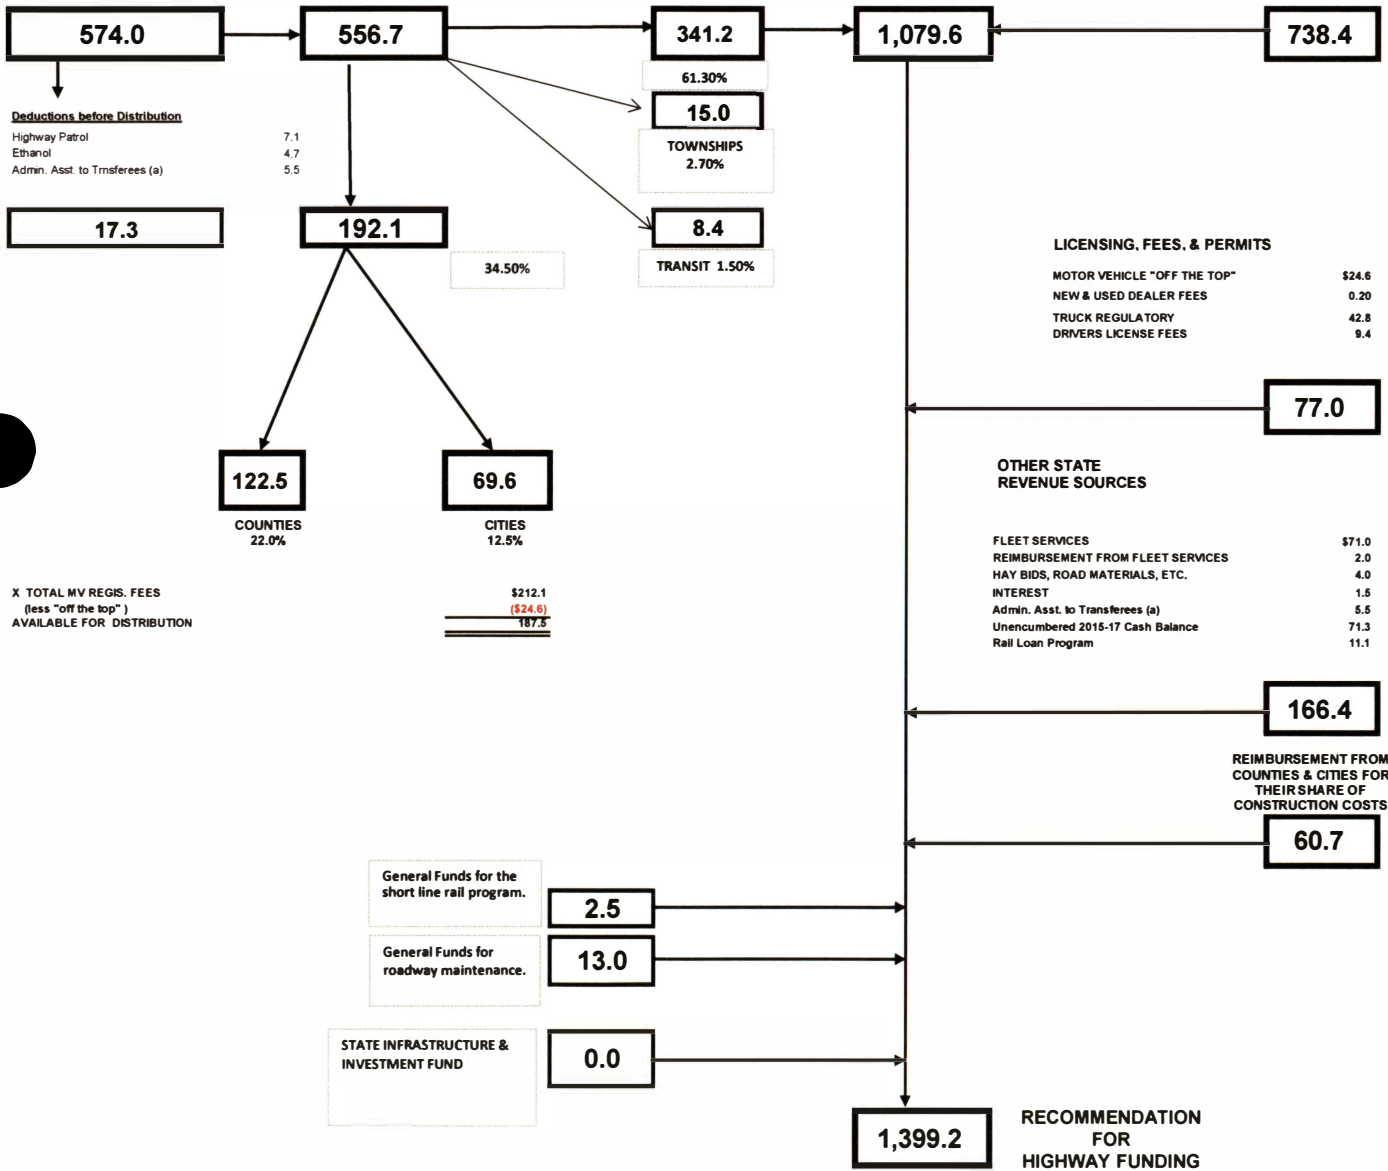 574.0
556.7
341.2
1,079.6
738.4
61.30%
15.0
TOWNSHIPS
2.70%
Deductions before Distribution
Highway Patrol 7.1
Ethanol 4.7
Admin. Asst. to Trnsferees (a) 5.5
17.3
192.1
34.50%
8.4
TRANSIT 1.50%
LICENSING, FEES, & PERMITS
MOTOR VEHICLE "OFF THE TOP" $24.6
NEW & USED DEALER FEES 0.20
TRUCK REGULATORY 42.8
DRIVERS LICENSE FEES 9.4
77.0
122.5
COUNTIES
22.0%
69.6
CITIES
12.5%
OTHER STATE
REVENUE SOURCES
FLEET SERVICES $71.0
REIMBURSEMENT FROM FLEET SERVICES 2.0
HAY BIDS, ROAD MATERIALS, ETC. 4.0
INTEREST 1.5
Admin. Asst. to Transferees (a) 5.5
Unencumbered 2015-17 Cash Balance 71.3
Rail Loan Program 11.1
X TOTAL MV REGIS. FEES $212.1
(less "off the top" ) ($24.6)
AVAILABLE FOR DISTRIBUTION 187.5
166.4
REIMBURSEMENT FROM
COUNTIES & CITIES FOR
THEIR SHARE OF
CONSTRUCTION COSTS
60.7
General Funds for the
short line rail program.
2.5
General Funds for
roadway maintenance.
13.0
STATE INFRASTRUCTURE &
INVESTMENT FUND
0.0
1,399.2
RECOMMENDATION
FOR
HIGHWAY FUNDING